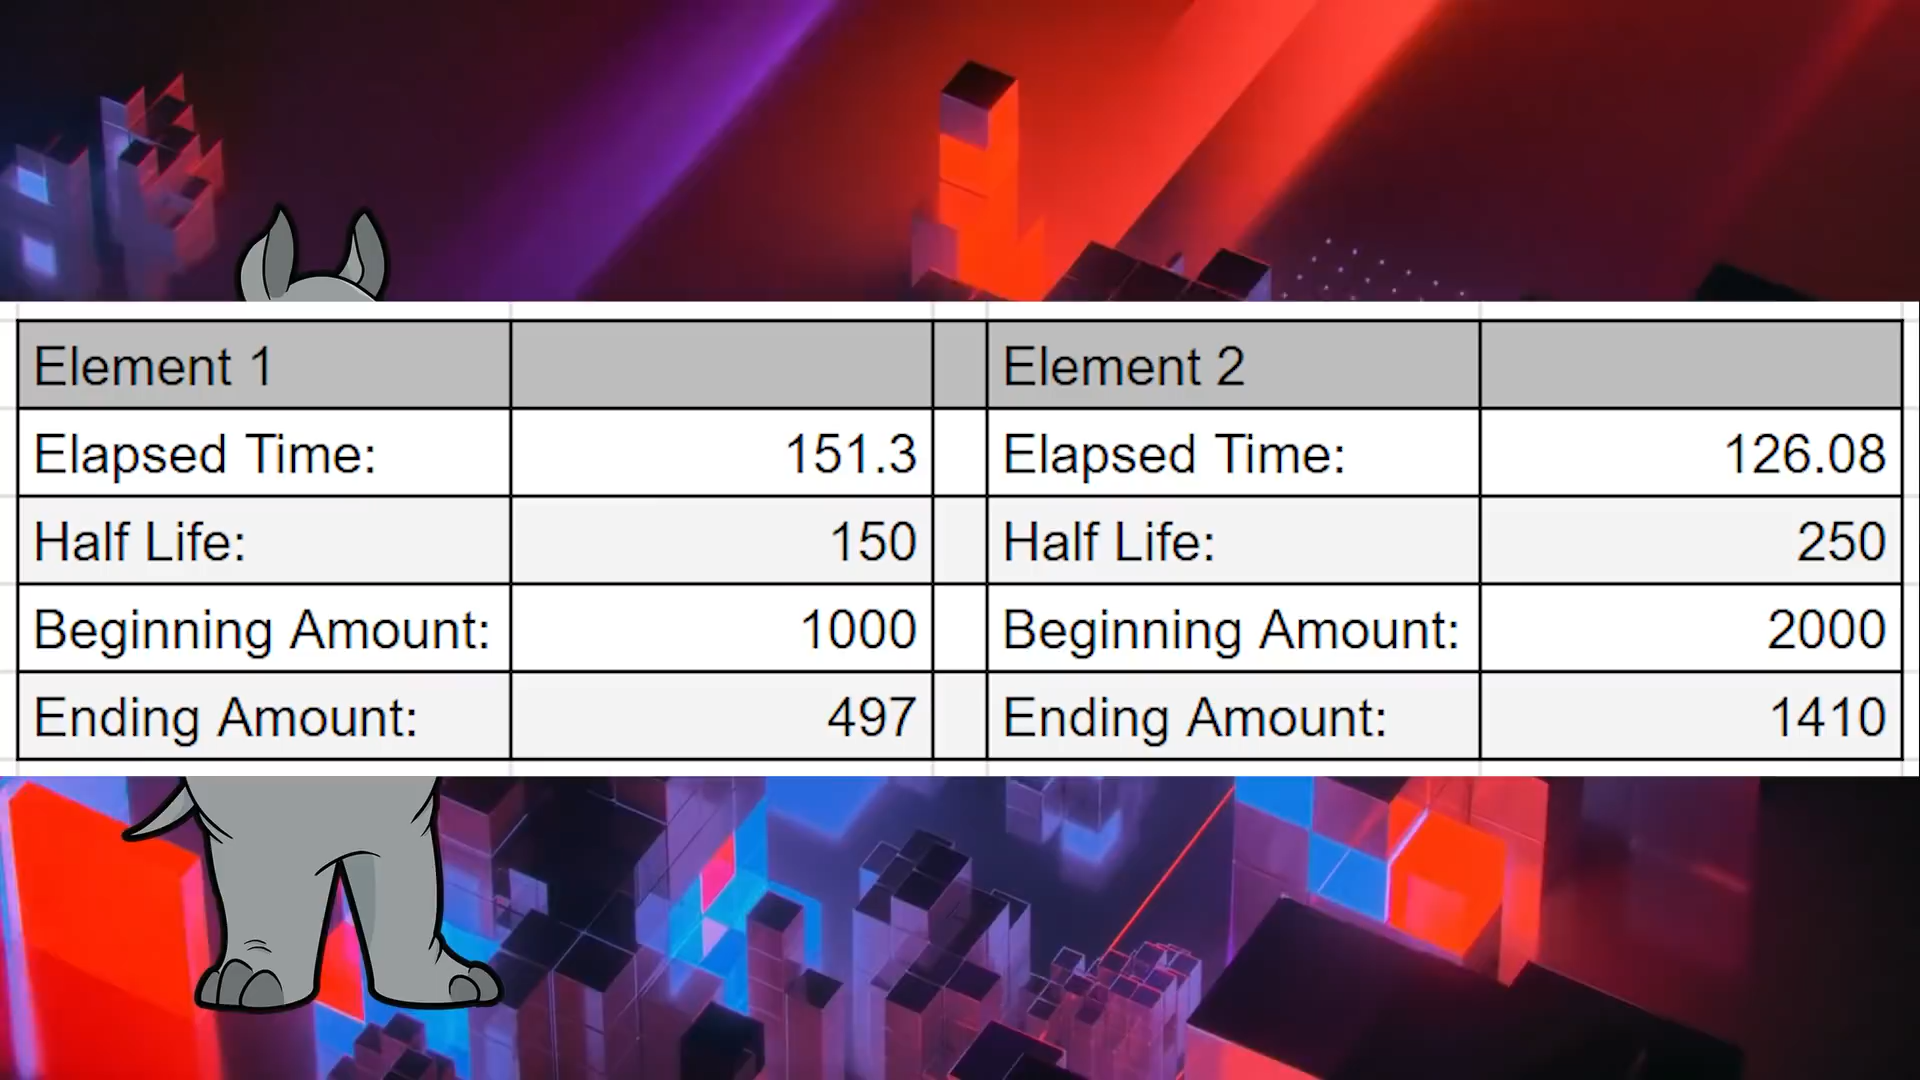 Element 1 Element 2
Elapsed Time: 151.3 Elapsed Time: 126.08
Half Life: 150 Half Life: 250
Beginning Amount: 1000 Beginning Amount: 2000
Ending Amount: 497 Ending Amount: 1410